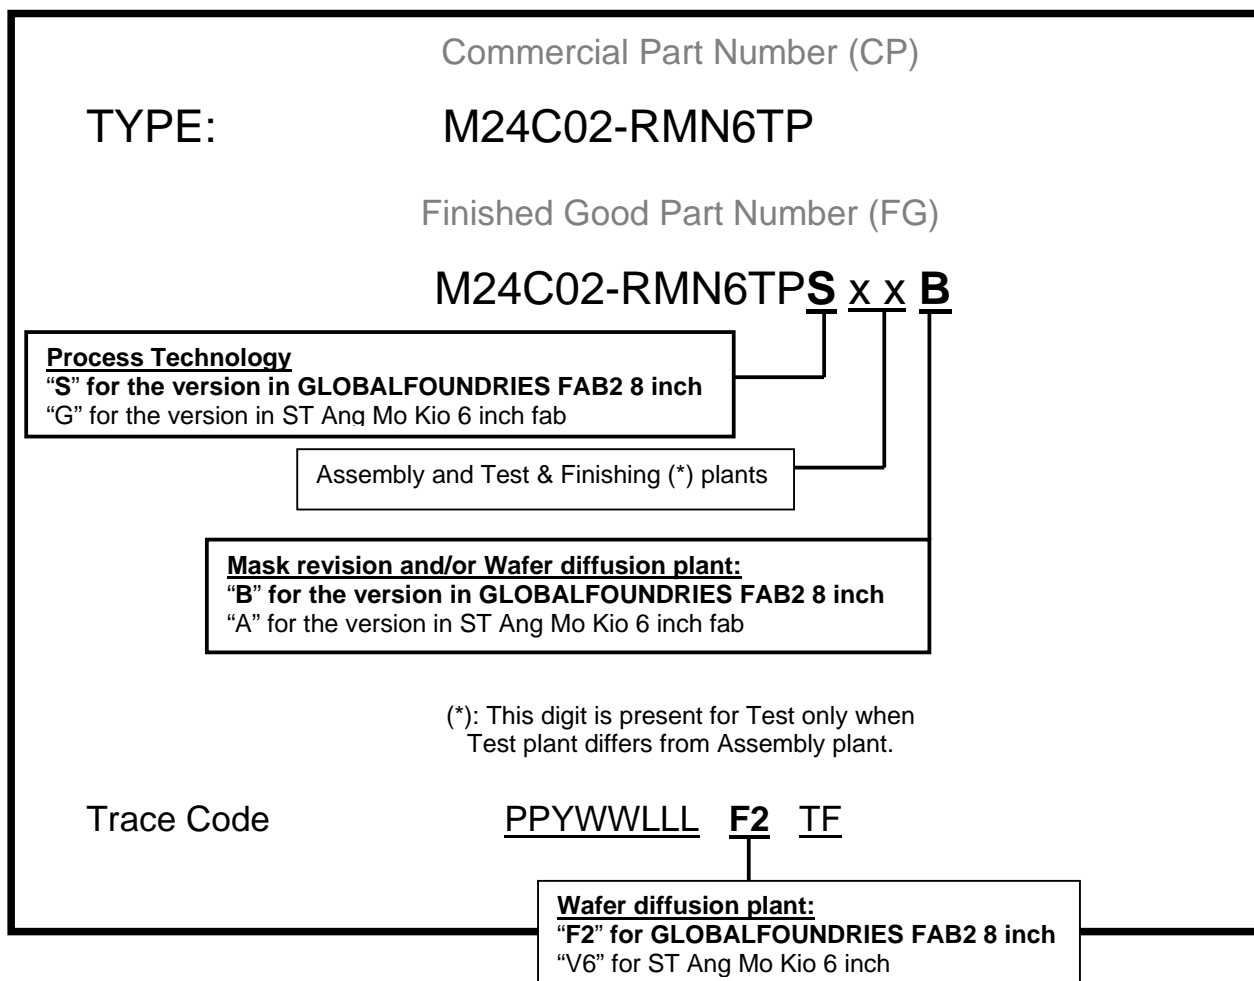 Commercial Part Number (CP)
TYPE: M24C02-RMN6TP
Finished Good Part Number (FG)
M24C02-RMN6TPS x x B
Process Technology
“S” for the version in GLOBALFOUNDRIES FAB2 8 inch
“G” for the version in ST Ang Mo Kio 6 inch fab
Assembly and Test & Finishing (*) plants
Mask revision and/or Wafer diffusion plant:
“B” for the version in GLOBALFOUNDRIES FAB2 8 inch
“A” for the version in ST Ang Mo Kio 6 inch fab
(*): This digit is present for Test only when
Test plant differs from Assembly plant.
Trace Code PPYWWLLL F2 TF
Wafer diffusion plant:
“F2” for GLOBALFOUNDRIES FAB2 8 inch
“V6” for ST Ang Mo Kio 6 inch